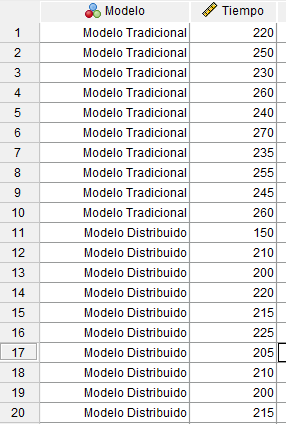 Modelo Tiempo
1 Modelo Tradicional 220
2 Modelo Tradicional 250
3 Modelo Tradicional 230
4 Modelo Tradicional 260
5 Modelo Tradicional 240
6 Modelo Tradicional 270
7 Modelo Tradicional 235
8 Modelo Tradicional 255
9 Modelo Tradicional 245
10 Modelo Tradicional 260
11 Modelo Distribuido 150
12 Modelo Distribuido 210
13 Modelo Distribuido 200
14 Modelo Distribuido 220
15 Modelo Distribuido 215
16 Modelo Distribuido 225
17 Modelo Distribuido 205
18 Modelo Distribuido 210
19 Modelo Distribuido 200
20 Modelo Distribuido 215